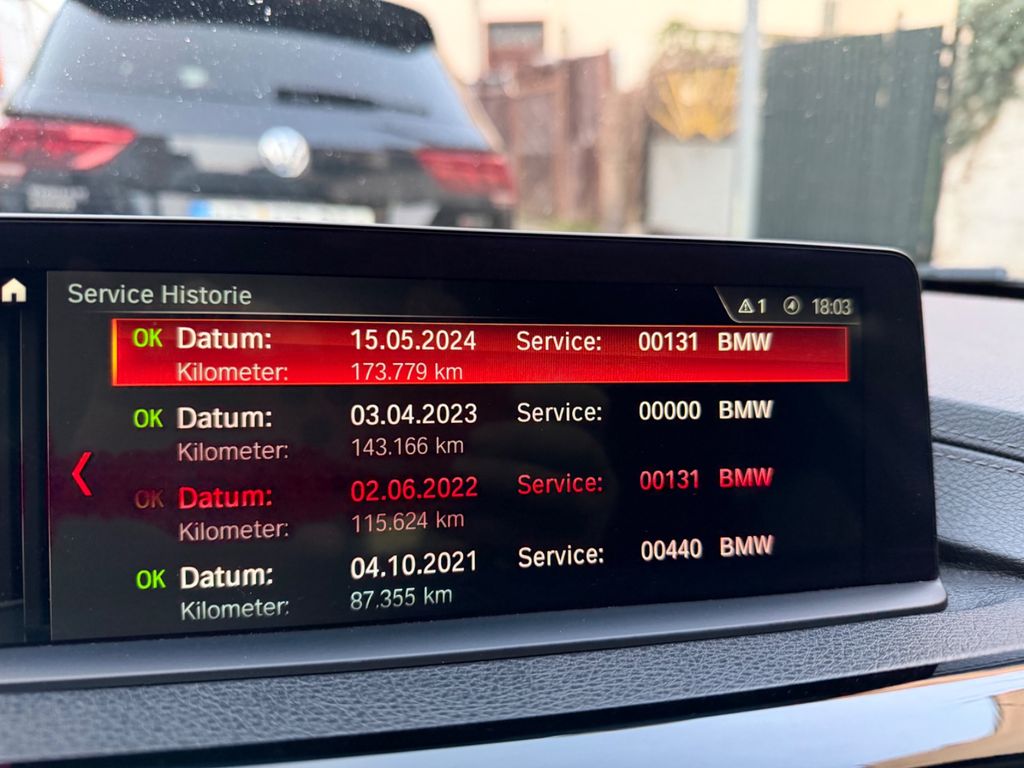 Service Historie
1 18:03
OK Datum: 15.05.2024 Service: 00131 BMW
Kilometer: 173.779 km
OK Datum: 03.04.2023 Service: 00000 BMW
Kilometer: 143.166 km
OK Datum: 02.06.2022 Service: 00131 BMW
Kilometer: 115.624 km
OK Datum: 04.10.2021 Service: 00440 BMW
Kilometer: 87.355 km